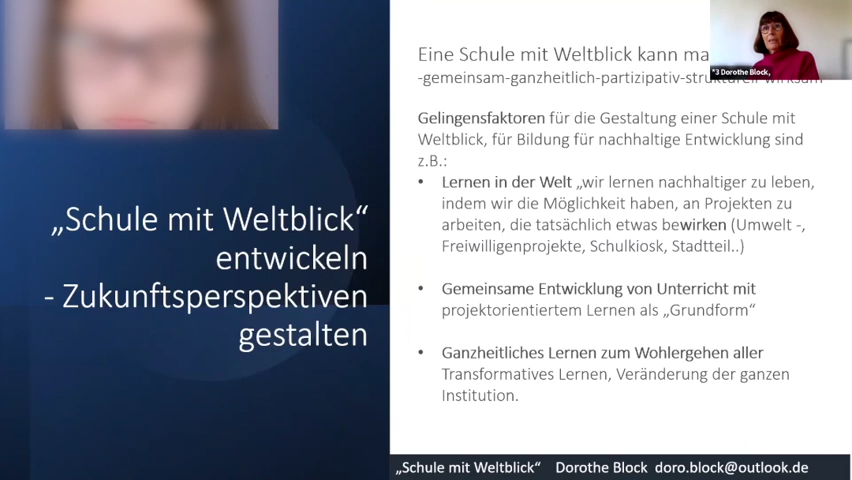 „Schule mit Weltblick“
entwickeln
- Zukunftsperspektiven
gestalten
Eine Schule mit Weltblick kann
*3 Dorothe Block,
-gemeinsam-ganzheitlich-partizipativ-strukturell wirksam
Gelingensfaktoren für die Gestaltung einer Schule mit
Weltblick, für Bildung für nachhaltige Entwicklung sind
z.B.:
• Lernen in der Welt „wir lernen nachhaltiger zu leben,
indem wir die Möglichkeit haben, an Projekten zu
arbeiten, die tatsächlich etwas bewirken (Umwelt -,
Freiwilligenprojekte, Schulkiosk, Stadtteil..)
• Gemeinsame Entwicklung von Unterricht mit
projektorientiertem Lernen als „Grundform“
• Ganzheitliches Lernen zum Wohlergehen aller
Transformatives Lernen, Veränderung der ganzen
Institution.
„Schule mit Weltblick“ Dorothe Block doro.block@outlook.de